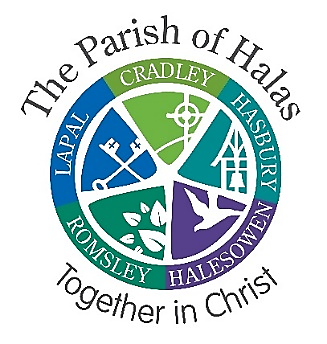 The Parish of Halas
CRADLEY
HASBURY
HALESOWEN
ROMSLEY
LAPAL
Together in Christ